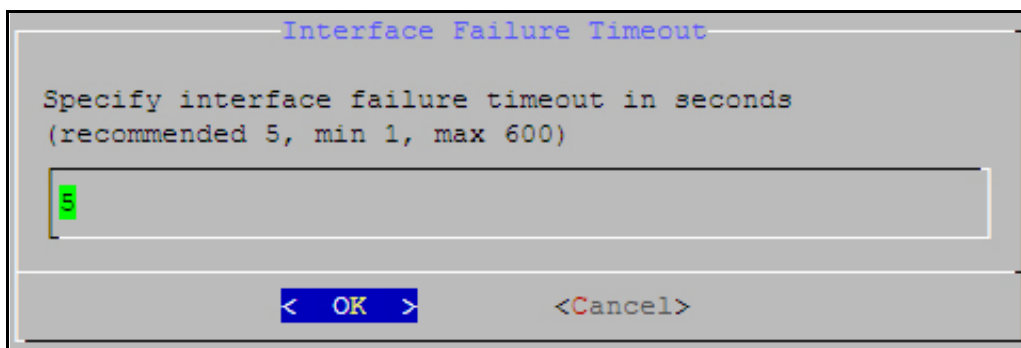 Interface Failure Timeout
Specify interface failure timeout in seconds
(recommended 5, min 1, max 600)
5
< OK > <Cancel>